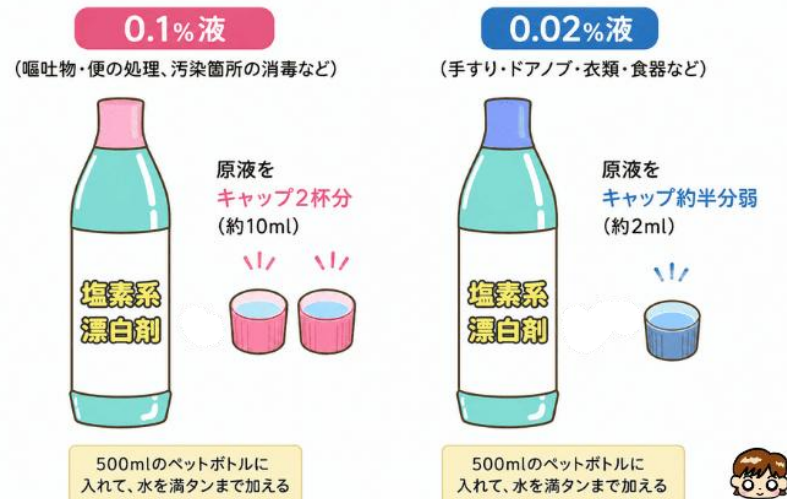 0.1%液
(嘔吐物・便の処理、汚染箇所の消毒など)
原液を
キャップ2杯分
(約10ml)
塩素系
漂白剤
500mlのペットボトルに
入れて、水を満タンまで加える
0.02%液
(手すり・ドアノブ・衣類・食器など)
原液を
キャップ約半分弱
(約2ml)
塩素系
漂白剤
500mlのペットボトルに
入れて、水を満タンまで加える